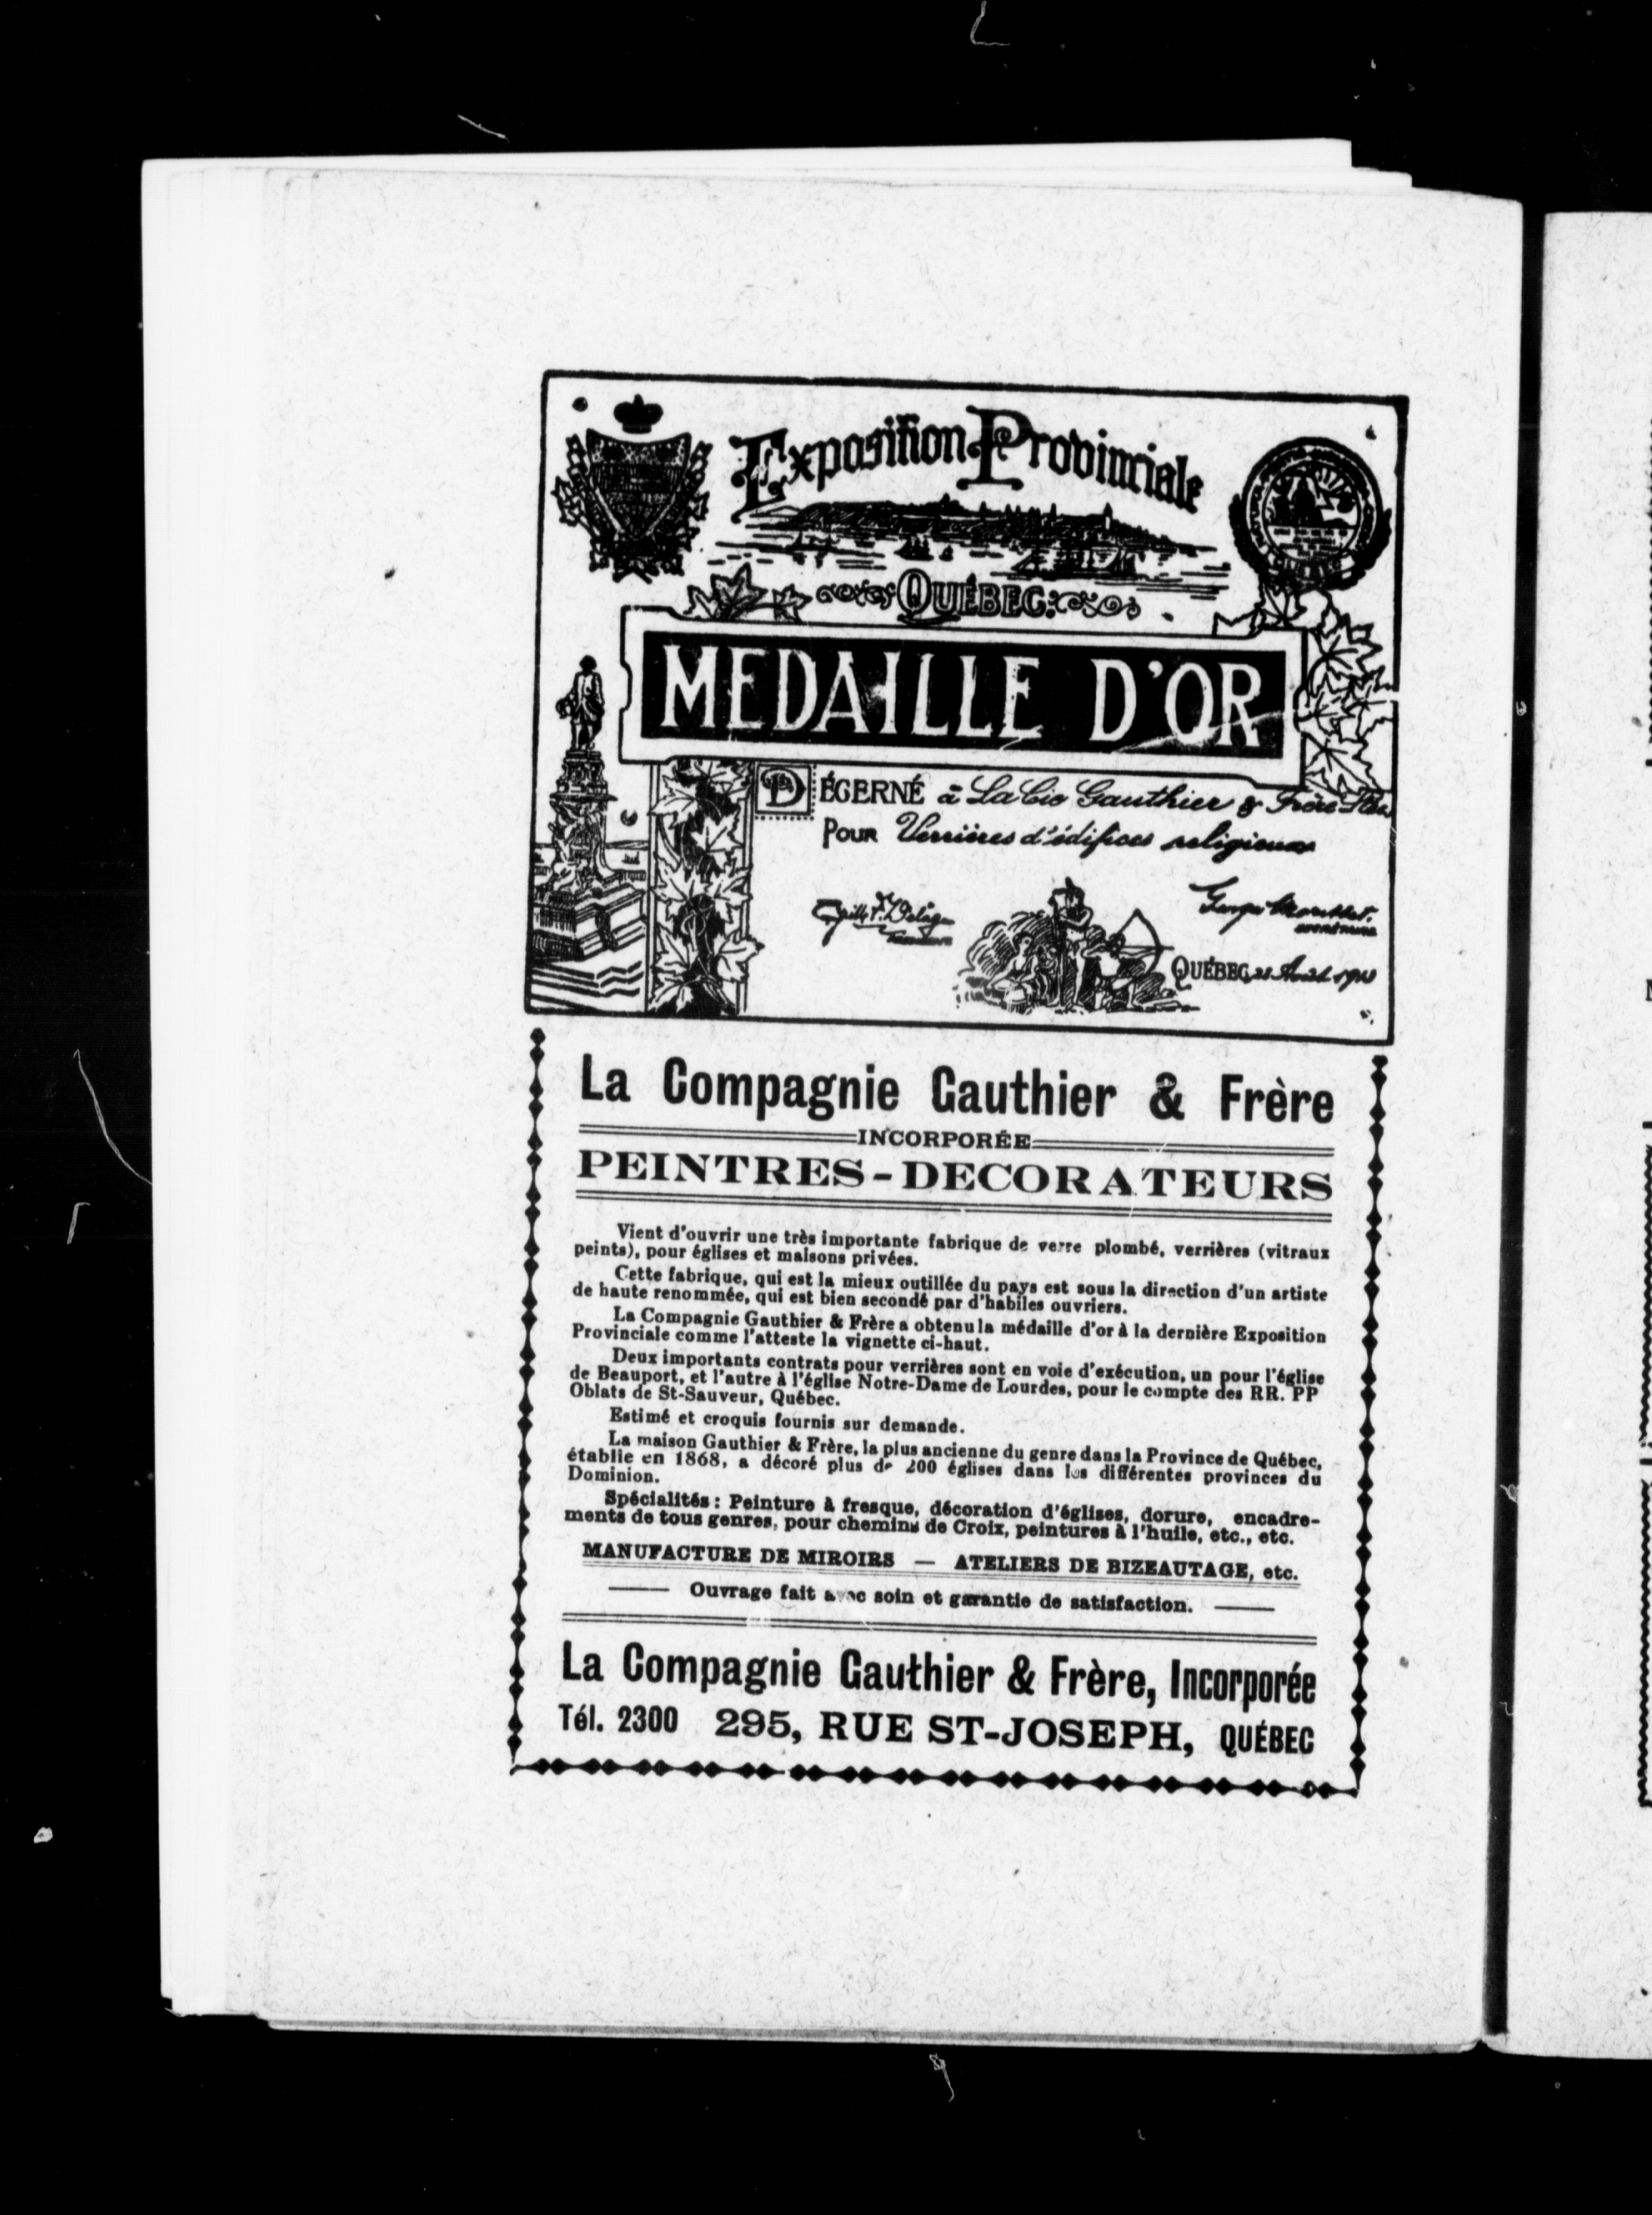 Exposition Provinciale
QUÉBEC
MEDAILLE D'OR
DÉCERNÉ à La Cie Gauthier & Frère
POUR Verrières d'édifices religieux
QUÉBEC, Août 1910
La Compagnie Gauthier & Frère
INCORPORÉE
PEINTRES-DECORATEURS
Vient d'ouvrir une très importante fabrique de verre plombé, verrières (vitraux
peints), pour églises et maisons privées.
Cette fabrique, qui est la mieux outillée du pays est sous la direction d'un artiste
de haute renommée, qui est bien secondé par d'habiles ouvriers.
La Compagnie Gauthier & Frère a obtenu la médaille d'or à la dernière Exposition
Provinciale comme l'atteste la vignette ci-haut.
Deux importants contrats pour verrières sont en voie d'exécution, un pour l'église
de Beauport, et l'autre à l'église Notre-Dame de Lourdes, pour le compte des RR. PP
Oblats de St-Sauveur, Québec.
Estimé et croquis fournis sur demande.
La maison Gauthier & Frère, la plus ancienne du genre dans la Province de Québec,
établie en 1868, a décoré plus de 200 églises dans les différentes provinces du
Dominion.
Spécialités : Peinture à fresque, décoration d'églises, dorure, encadre-
ments de tous genres, pour chemins de Croix, peintures à l'huile, etc., etc.
MANUFACTURE DE MIROIRS — ATELIERS DE BIZEAUTAGE, etc.
Ouvrage fait avec soin et garantie de satisfaction.
La Compagnie Gauthier & Frère, Incorporée
Tél. 2300 295, RUE ST-JOSEPH, QUÉBEC